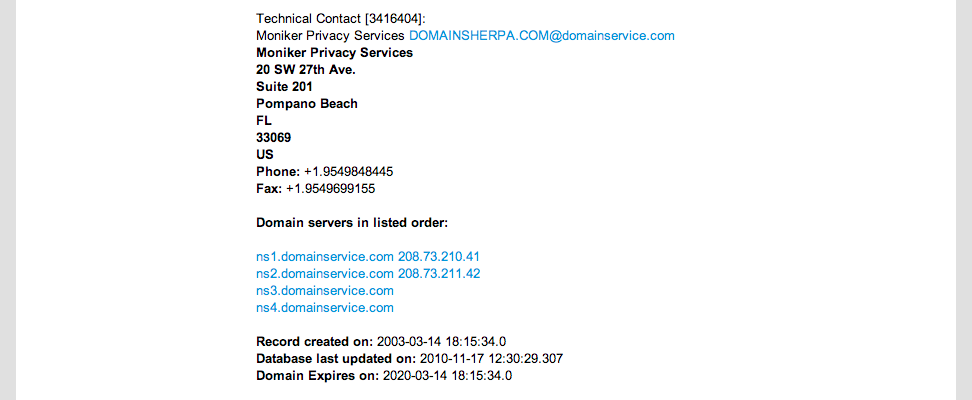 Technical Contact [3416404]:
Moniker Privacy Services DOMAINSHERPA.COM@domainservice.com
Moniker Privacy Services
20 SW 27th Ave.
Suite 201
Pompano Beach
FL
33069
US
Phone: +1.9549848445
Fax: +1.9549699155
Domain servers in listed order:
ns1.domainservice.com 208.73.210.41
ns2.domainservice.com 208.73.211.42
ns3.domainservice.com
ns4.domainservice.com
Record created on: 2003-03-14 18:15:34.0
Database last updated on: 2010-11-17 12:30:29.307
Domain Expires on: 2020-03-14 18:15:34.0